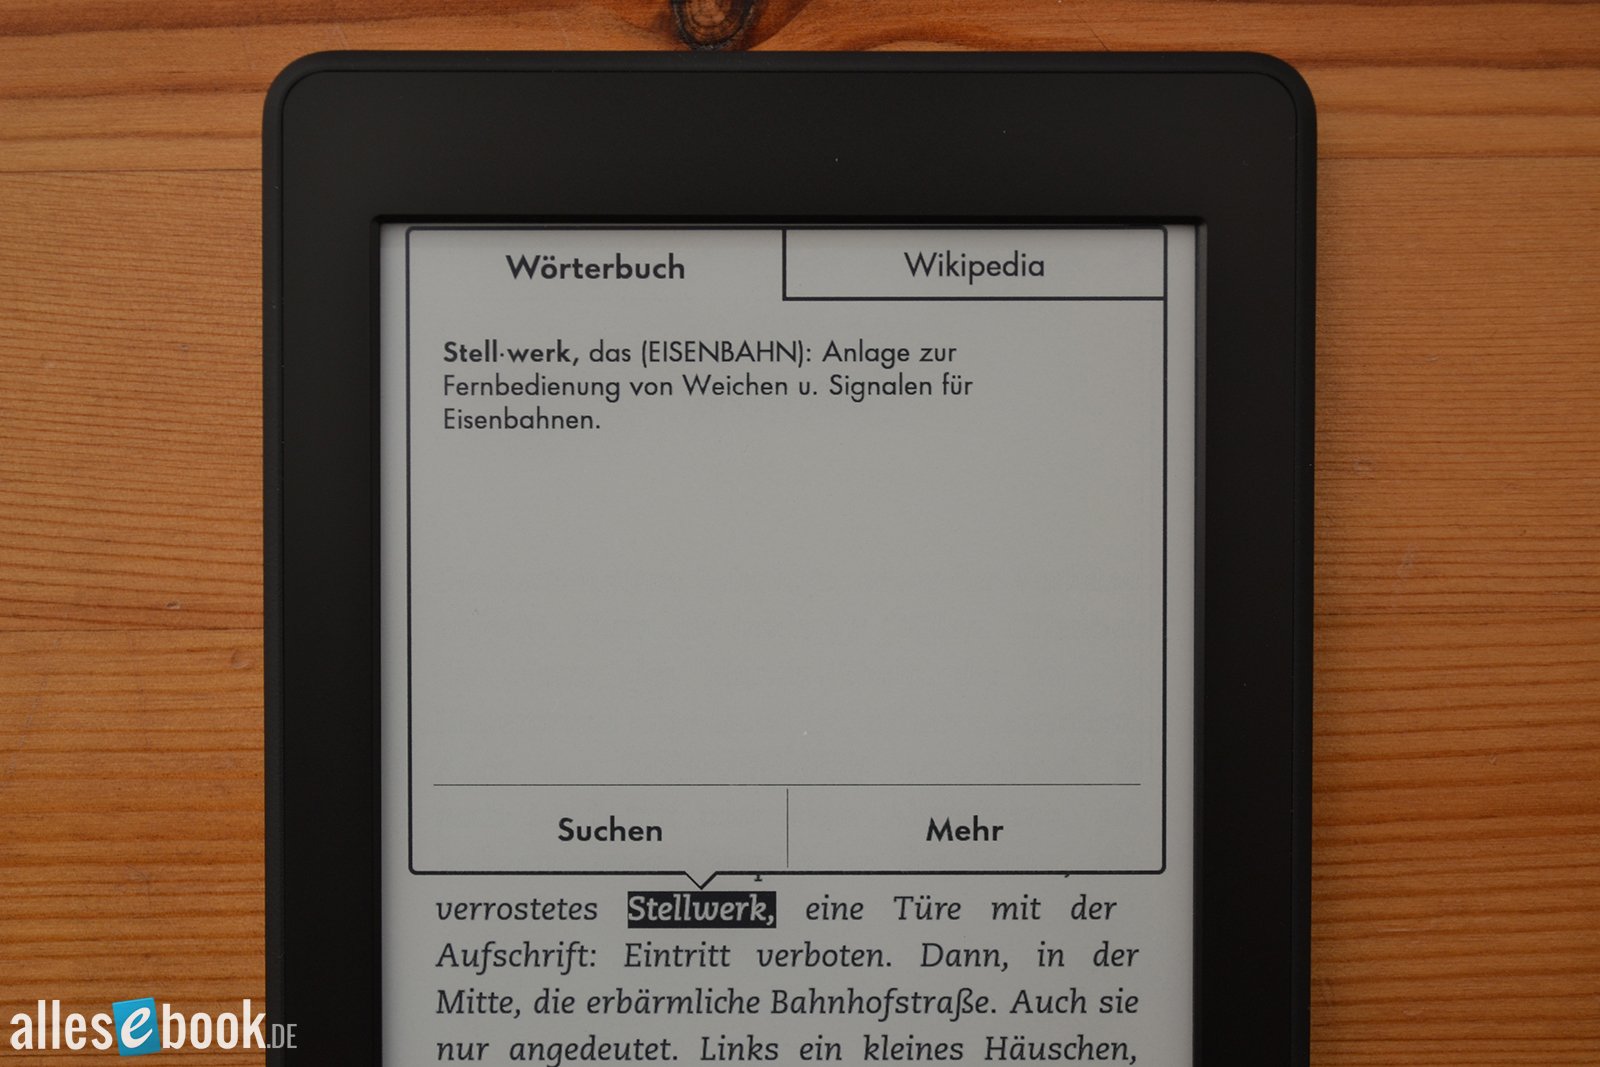 Wörterbuch
Wikipedia
Stell·werk, das (EISENBAHN): Anlage zur
Fernbedienung von Weichen u. Signalen für
Eisenbahnen.
Suchen
Mehr
verrostetes Stellwerk, eine Türe mit der
Aufschrift: Eintritt verboten. Dann, in der
Mitte, die erbärmliche Bahnhofstraße. Auch sie
nur angedeutet. Links ein kleines Häuschen,
allesebook.DE